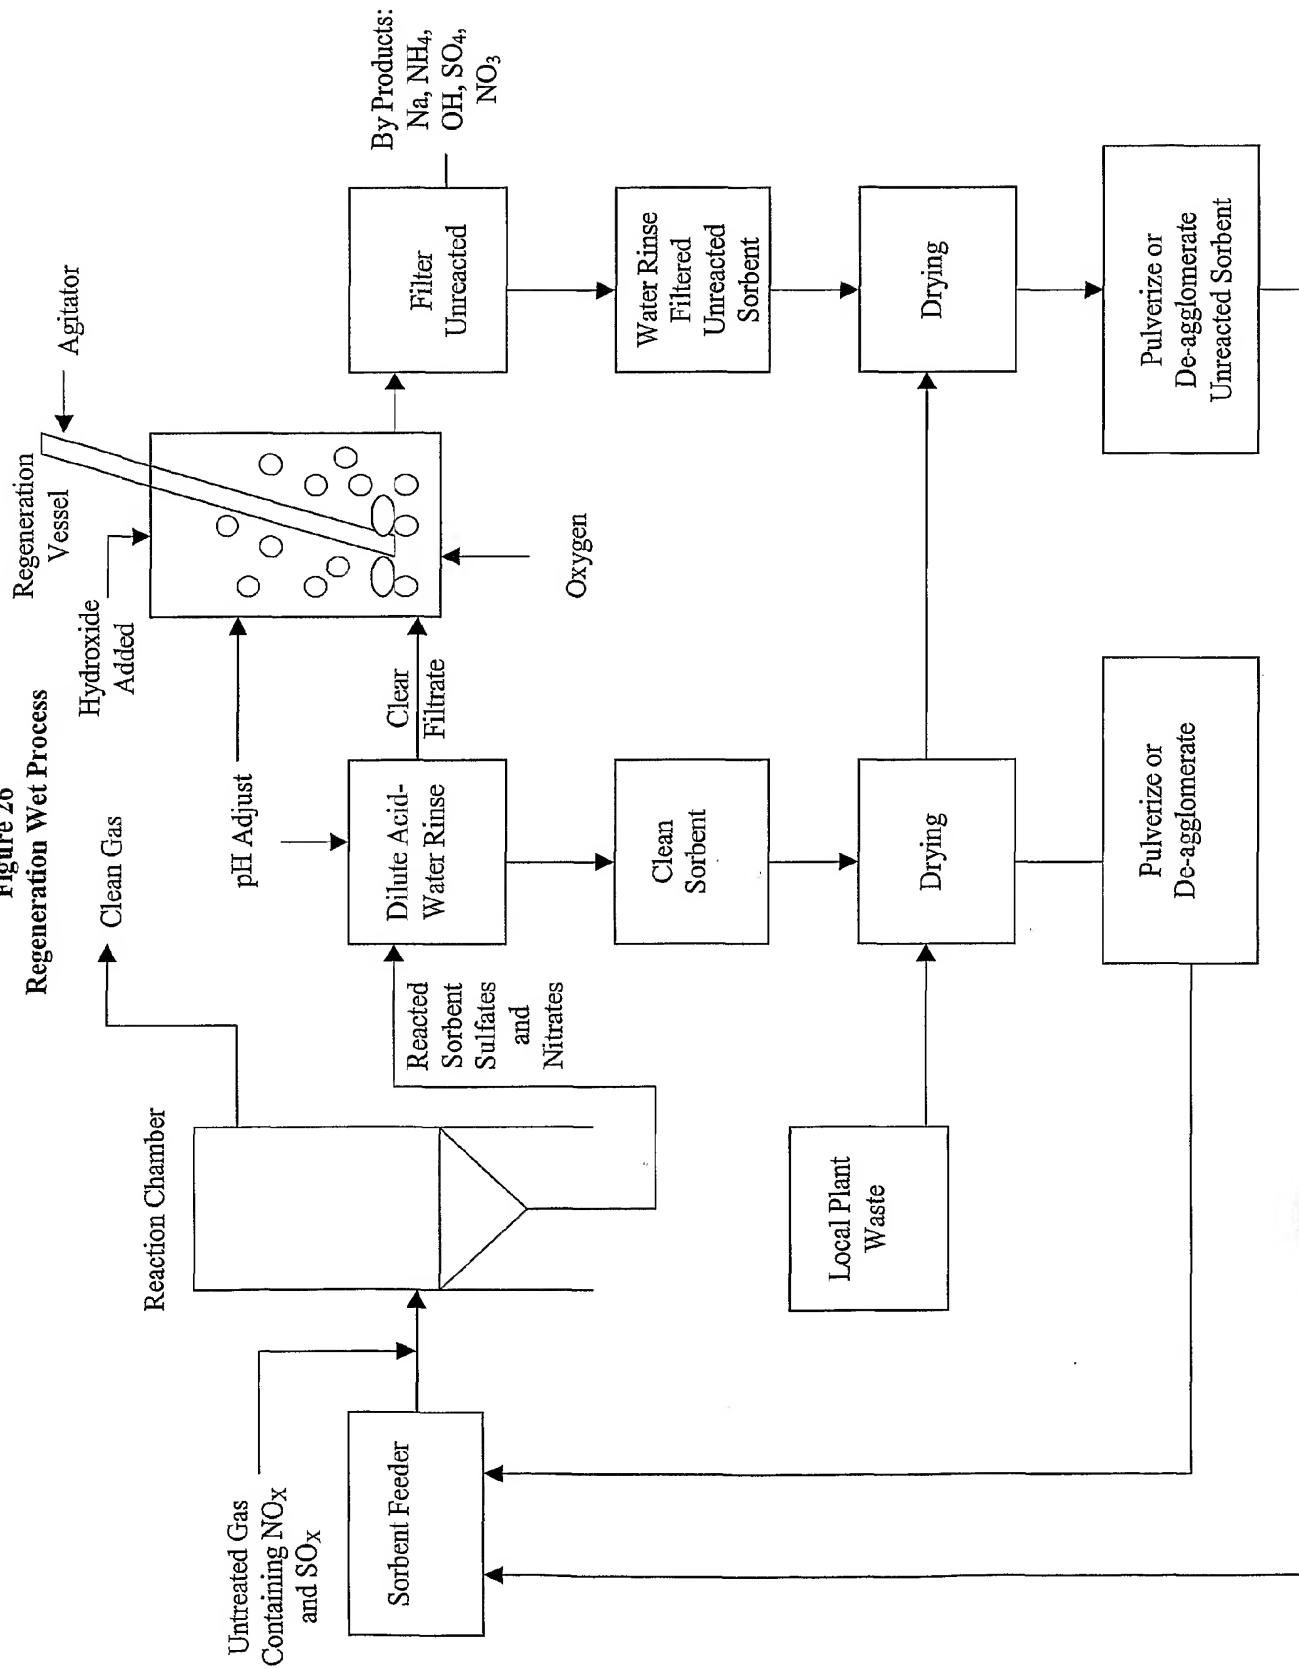 Figure 26
Regeneration Wet Process
Untreated Gas
Containing NOX
and SOX
Sorbent Feeder
Reaction Chamber
Clean Gas
Reacted
Sorbent
Sulfates
and
Nitrates
pH Adjust
Dilute Acid-
Water Rinse
Clear
Filtrate
Hydroxide
Added
Regeneration
Vessel
Agitator
Oxygen
Filter
Unreacted
By Products:
Na, NH4,
OH, SO4,
NO3
Clean
Sorbent
Water Rinse
Filtered
Unreacted
Sorbent
Local Plant
Waste
Drying
Drying
Pulverize or
De-agglomerate
Pulverize or
De-agglomerate
Unreacted Sorbent